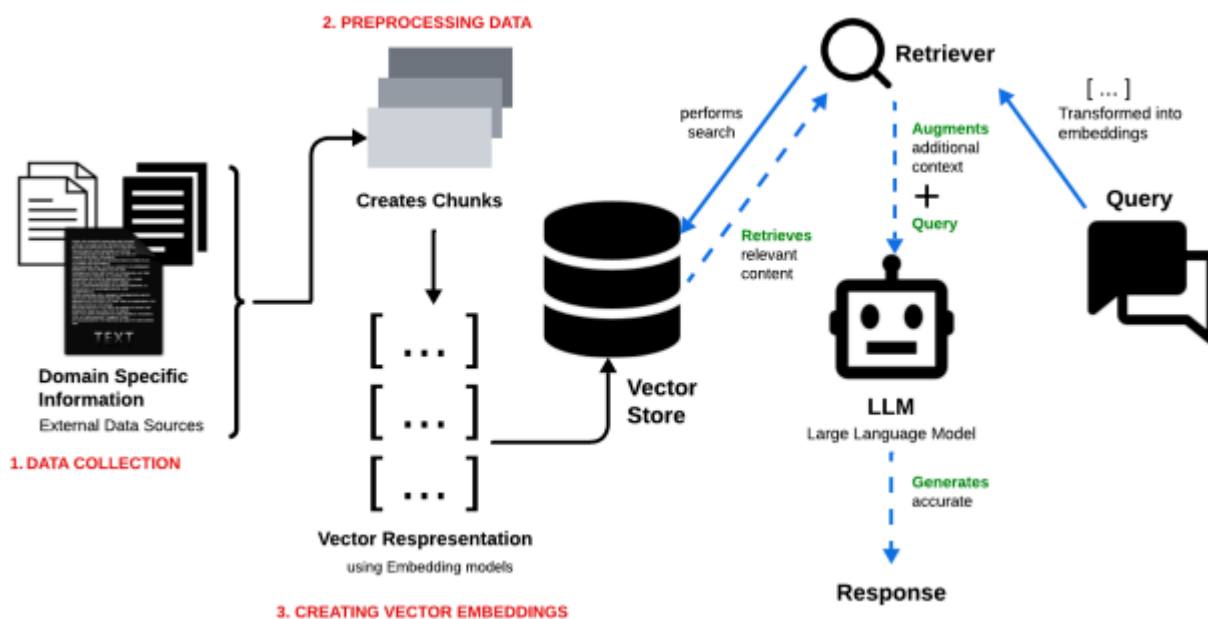 2. PREPROCESSING DATA
Retriever
[ ... ]
Transformed into
embeddings
performs
search
Augments
additional
context
+
Query
Query
Creates Chunks
Retrieves
relevant
content
[ ... ]
[ ... ]
[ ... ]
TEXT
Domain Specific
Information
External Data Sources
1. DATA COLLECTION
Vector
Store
LLM
Large Language Model
Generates
accurate
Vector Respresentation
using Embedding models
Response
3. CREATING VECTOR EMBEDDINGS